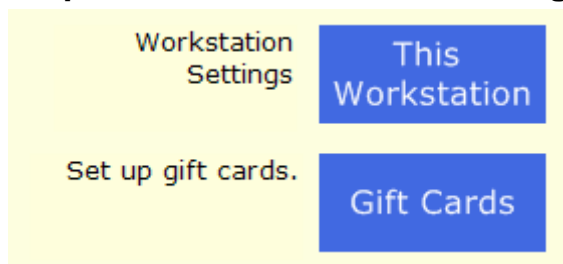 Workstation
Settings
This
Workstation
Set up gift cards.
Gift Cards